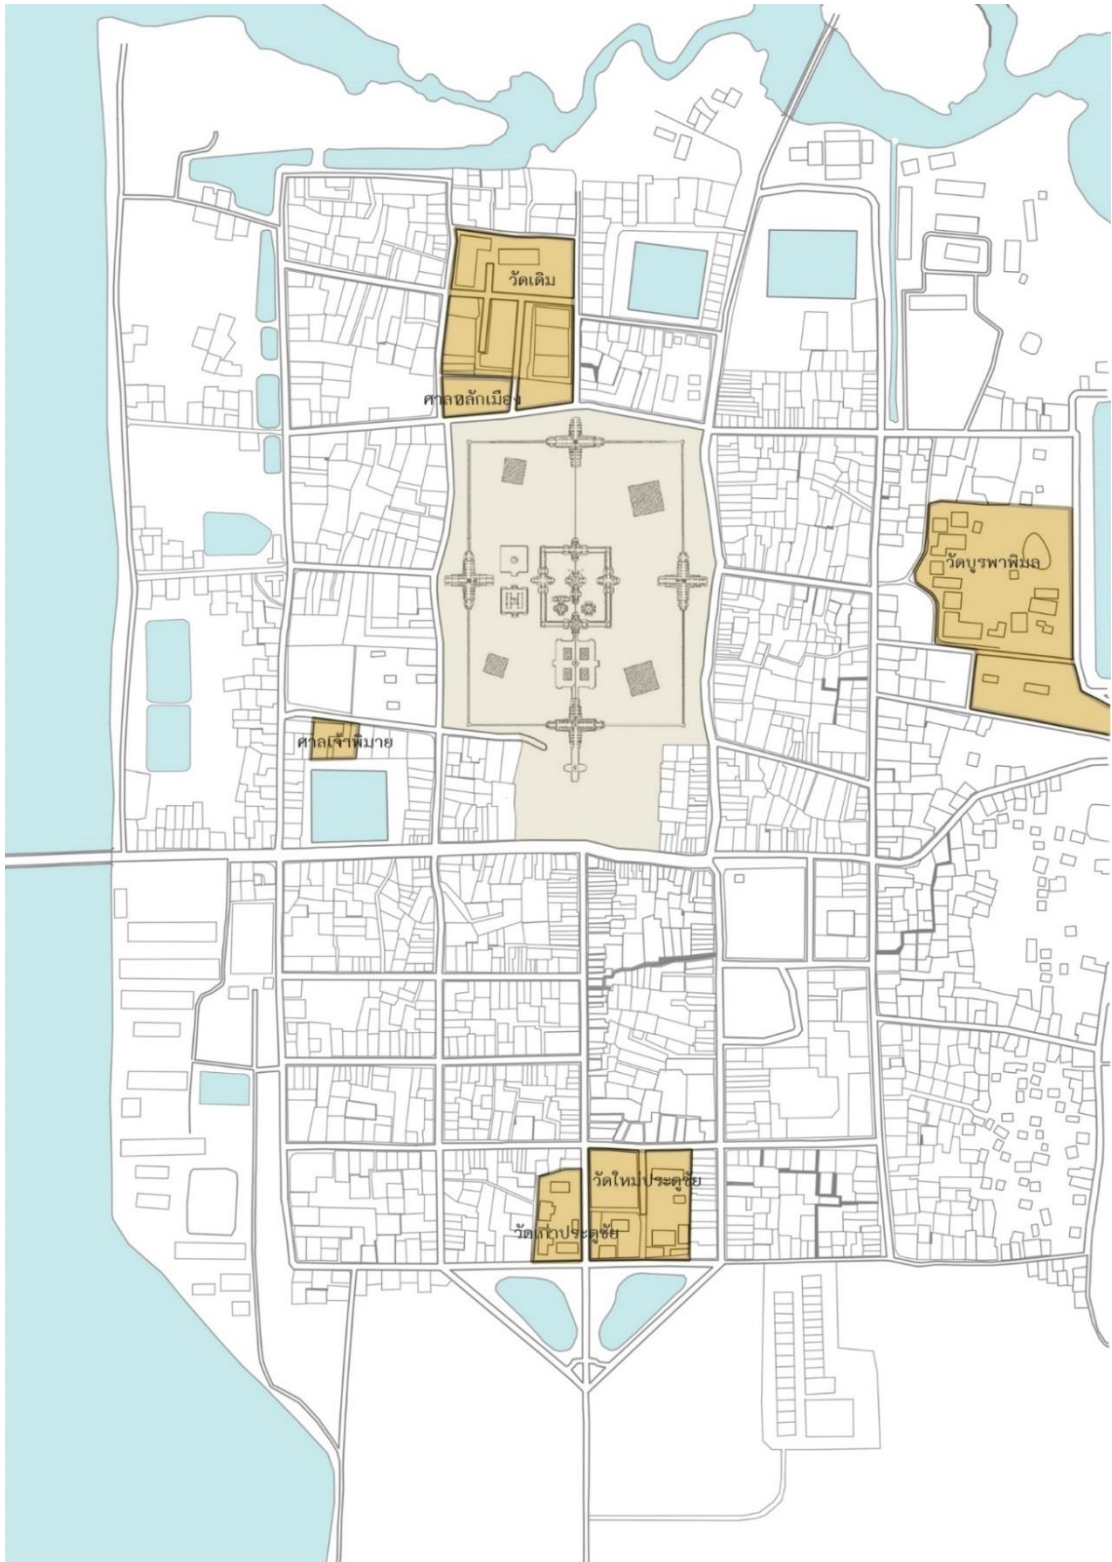 วัดเดิม
ศาลหลักเมือง
วัดบูรพาพิมล
ศาลเจ้าพิมาย
วัดใหม่ประตูชัย
วัดเก่าประตูชัย